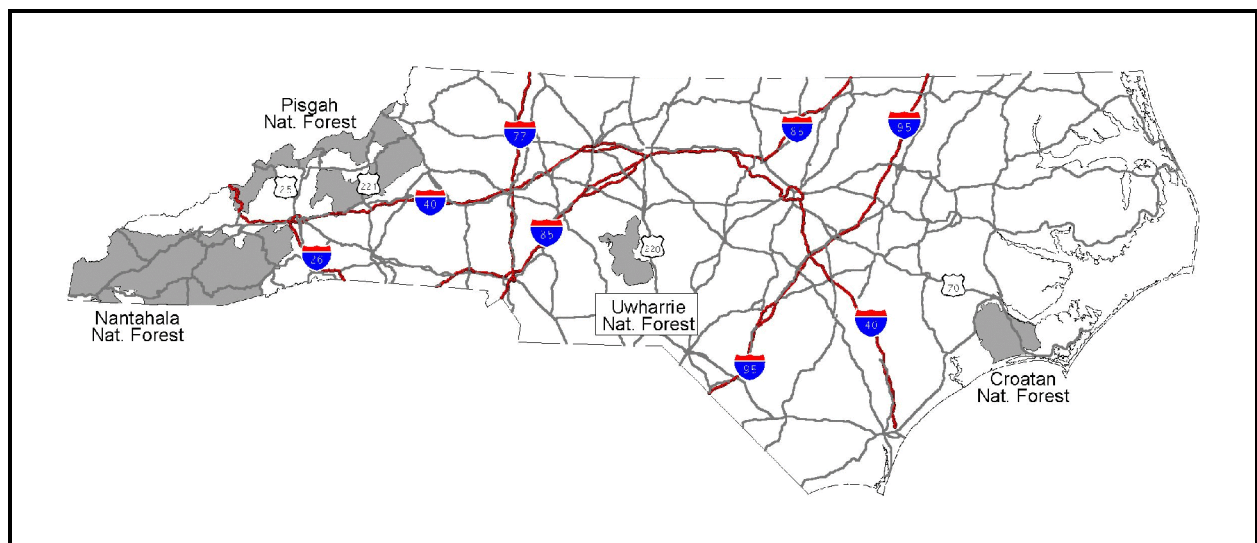 Pisgah
Nat. Forest
77
85
95
25
221
40
85
26
220
Nantahala
Nat. Forest
Uwharrie
Nat. Forest
70
40
95
Croatan
Nat. Forest